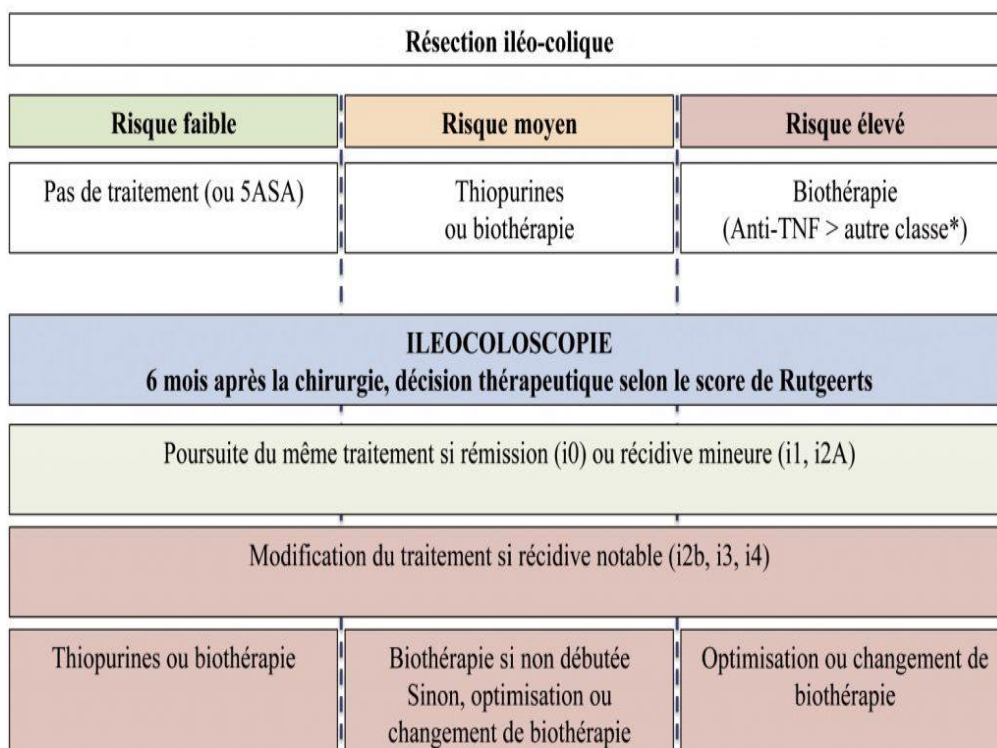 Résection iléo-colique
Risque faible
Risque moyen
Risque élevé
Pas de traitement (ou 5ASA)
Thiopurines
ou biothérapie
Biothérapie
(Anti-TNF > autre classe*)
ILEOCOLOSCOPIE
6 mois après la chirurgie, décision thérapeutique selon le score de Rutgeerts
Poursuite du même traitement si rémission (i0) ou récidive mineure (i1, i2A)
Modification du traitement si récidive notable (i2b, i3, i4)
Thiopurines ou biothérapie
Biothérapie si non débutée
Sinon, optimisation ou
changement de biothérapie
Optimisation ou changement de
biothérapie